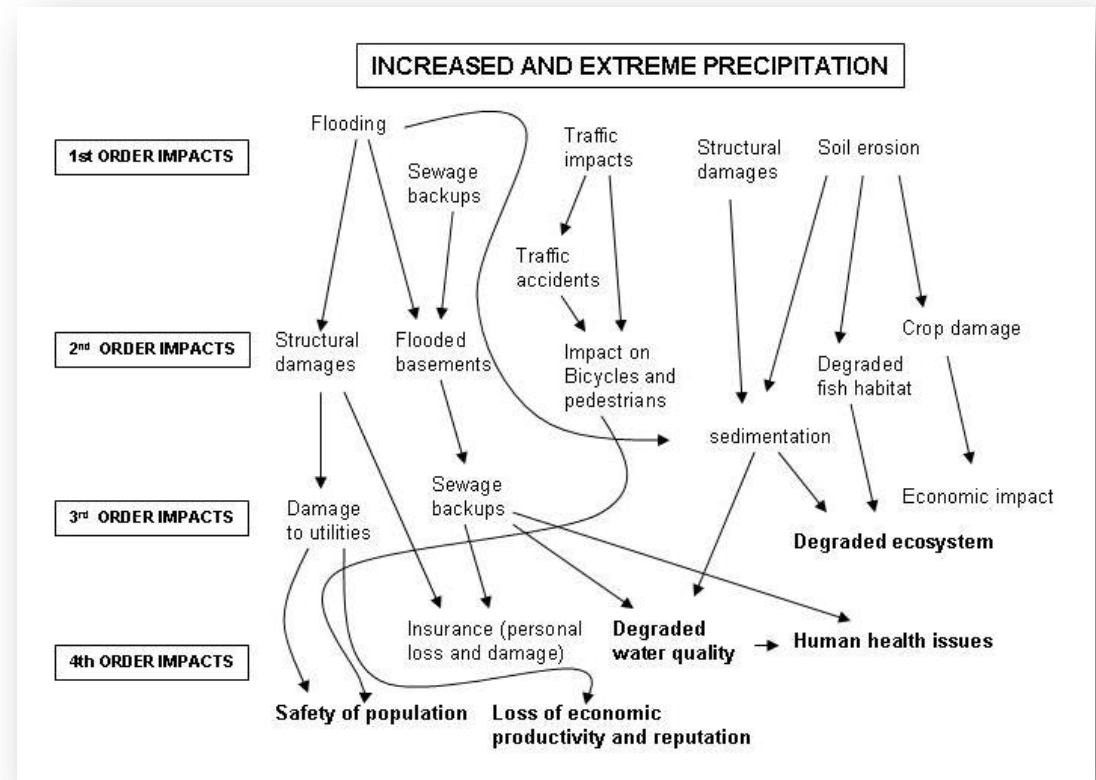 INCREASED AND EXTREME PRECIPITATION
1st ORDER IMPACTS
Flooding
Sewage
backups
Traffic
impacts
Structural
damages
Soil erosion
Traffic
accidents
2nd ORDER IMPACTS
Structural
damages
Flooded
basements
Impact on
Bicycles and
pedestrians
Crop damage
Degraded
fish habitat
sedimentation
3rd ORDER IMPACTS
Damage
to utilities
Sewage
backups
Economic impact
Degraded ecosystem
4th ORDER IMPACTS
Insurance (personal
loss and damage)
Degraded
water quality
Human health issues
Safety of population
Loss of economic
productivity and reputation